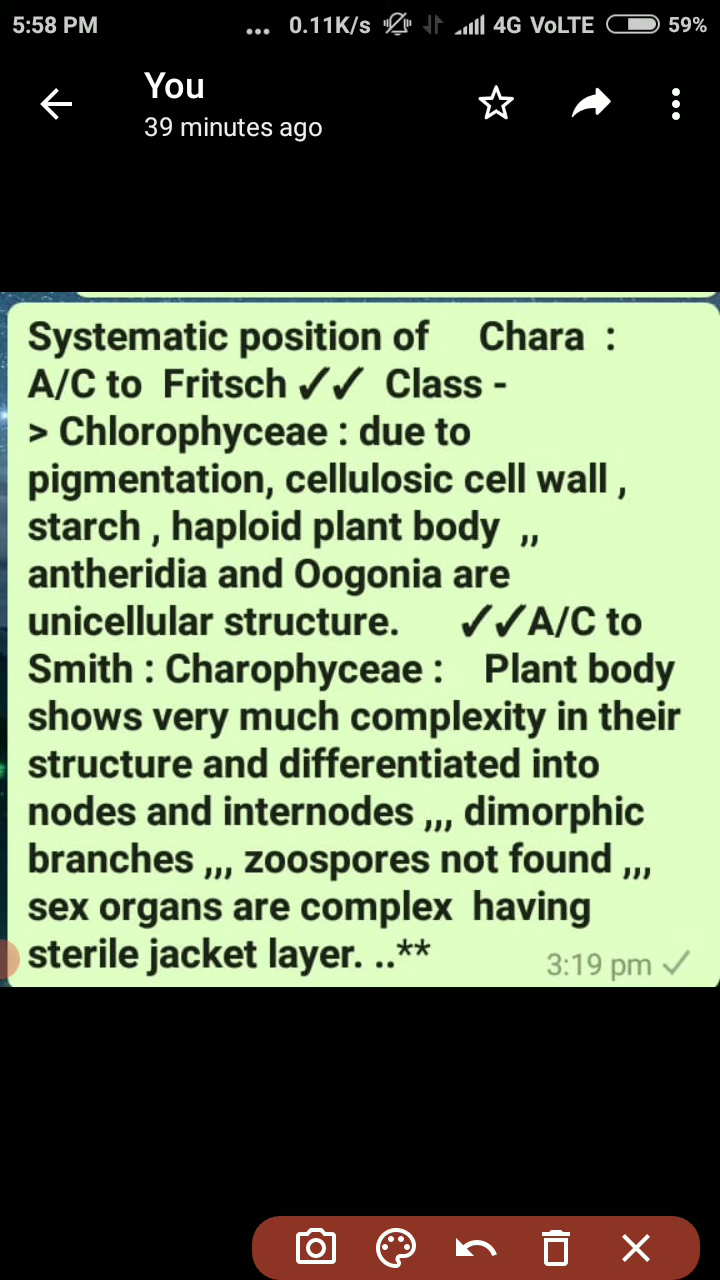 5:58 PM ... 0.11K/s 4G VoLTE 59%
You
39 minutes ago
Systematic position of Chara :
A/C to Fritsch ✓✓ Class -
> Chlorophyceae : due to
pigmentation, cellulosic cell wall ,
starch , haploid plant body ,,
antheridia and Oogonia are
unicellular structure. ✓✓A/C to
Smith : Charophyceae : Plant body
shows very much complexity in their
structure and differentiated into
nodes and internodes ,,, dimorphic
branches ,,, zoospores not found ,,,
sex organs are complex having
sterile jacket layer. ..**
3:19 pm ✓